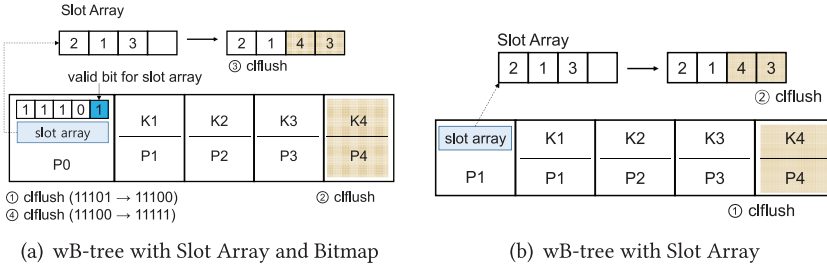 Slot Array
2 1 3
2 1 4 3
③ clflush
valid bit for slot array
1 1 1 0 1
slot array
P0
K1 K2 K3 K4
P1 P2 P3 P4
① clflush (11101 → 11100)
② clflush
④ clflush (11100 → 11111)
(a) wB-tree with Slot Array and Bitmap
Slot Array
2 1 3
2 1 4 3
② clflush
slot array
P1
K1 K2 K3 K4
P1 P2 P3 P4
① clflush
(b) wB-tree with Slot Array